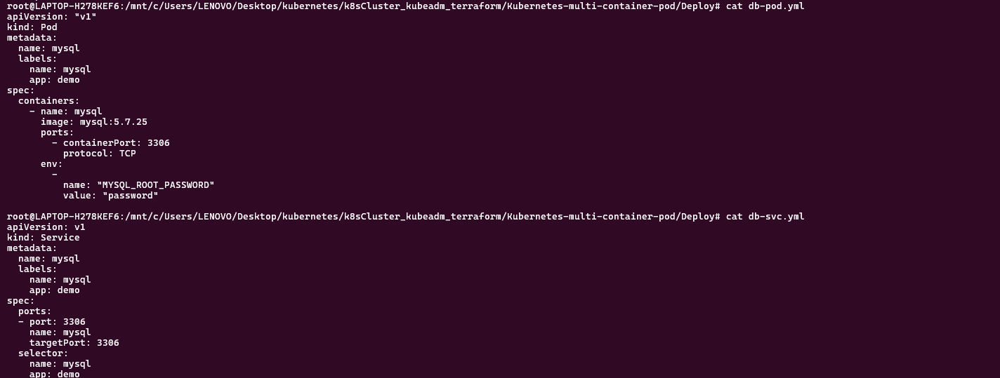 root@LAPTOP-H278KEF6:/mnt/c/Users/LENOVO/Desktop/kubernetes/k8sCluster_kubeadm_terraform/Kubernetes-multi-container-pod/Deploy# cat db-pod.yml
apiVersion: "v1"
kind: Pod
metadata:
  name: mysql
  labels:
    name: mysql
    app: demo
spec:
  containers:
    - name: mysql
      image: mysql:5.7.25
      ports:
        - containerPort: 3306
          protocol: TCP
      env:
        -
          name: "MYSQL_ROOT_PASSWORD"
          value: "password"
root@LAPTOP-H278KEF6:/mnt/c/Users/LENOVO/Desktop/kubernetes/k8sCluster_kubeadm_terraform/Kubernetes-multi-container-pod/Deploy# cat db-svc.yml
apiVersion: v1
kind: Service
metadata:
  name: mysql
  labels:
    name: mysql
    app: demo
spec:
  ports:
  - port: 3306
    name: mysql
    targetPort: 3306
  selector:
    name: mysql
    app: demo